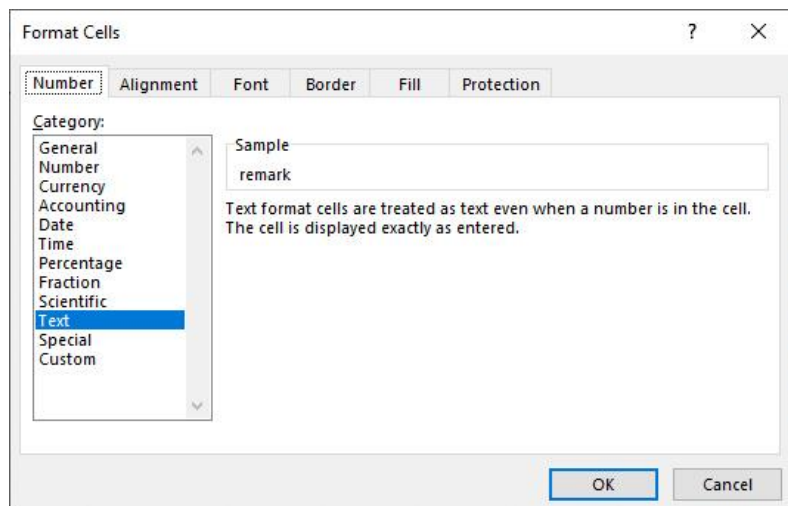 Format Cells ? ✕
Number Alignment Font Border Fill Protection
Category:
General
Number
Currency
Accounting
Date
Time
Percentage
Fraction
Scientific
Text
Special
Custom
Sample
remark
Text format cells are treated as text even when a number is in the cell.
The cell is displayed exactly as entered.
OK Cancel